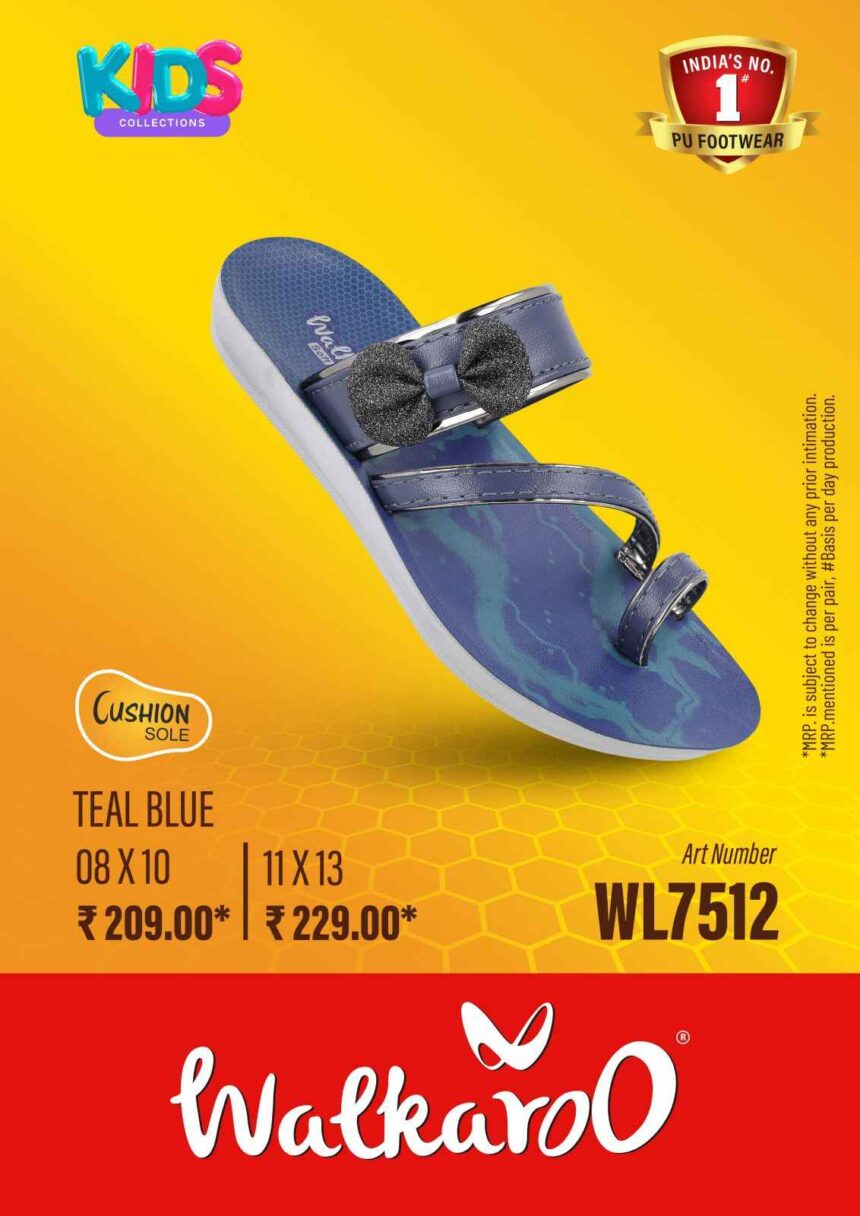 KIDS
COLLECTIONS
INDIA'S NO.
1#
PU FOOTWEAR
Walk
Soft
*MRP. is subject to change without any prior intimation.
*MRP.mentioned is per pair, #Basis per day production.
CUSHION
SOLE
TEAL BLUE
08 X 10
₹ 209.00*
11 X 13
₹ 229.00*
Art Number
WL7512
Walkaroo®